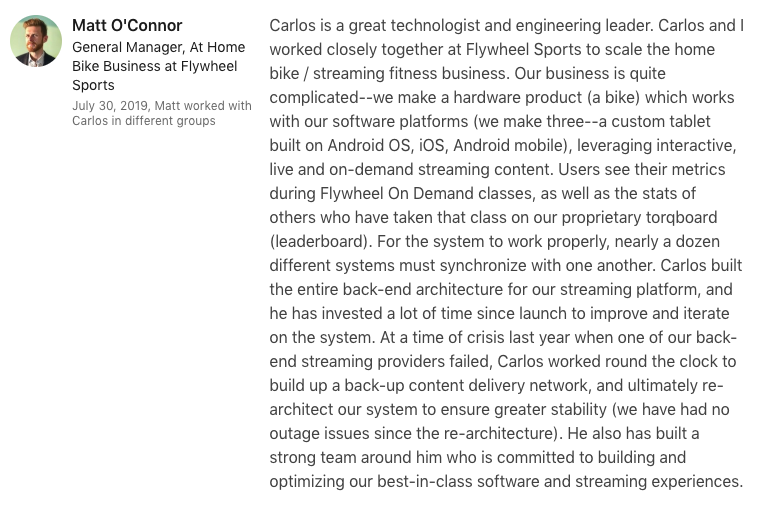 Matt O'Connor
General Manager, At Home
Bike Business at Flywheel
Sports
July 30, 2019, Matt worked with
Carlos in different groups
Carlos is a great technologist and engineering leader. Carlos and I
worked closely together at Flywheel Sports to scale the home
bike / streaming fitness business. Our business is quite
complicated--we make a hardware product (a bike) which works
with our software platforms (we make three--a custom tablet
built on Android OS, iOS, Android mobile), leveraging interactive,
live and on-demand streaming content. Users see their metrics
during Flywheel On Demand classes, as well as the stats of
others who have taken that class on our proprietary torqboard
(leaderboard). For the system to work properly, nearly a dozen
different systems must synchronize with one another. Carlos built
the entire back-end architecture for our streaming platform, and
he has invested a lot of time since launch to improve and iterate
on the system. At a time of crisis last year when one of our back-
end streaming providers failed, Carlos worked round the clock to
build up a back-up content delivery network, and ultimately re-
architect our system to ensure greater stability (we have had no
outage issues since the re-architecture). He also has built a
strong team around him who is committed to building and
optimizing our best-in-class software and streaming experiences.